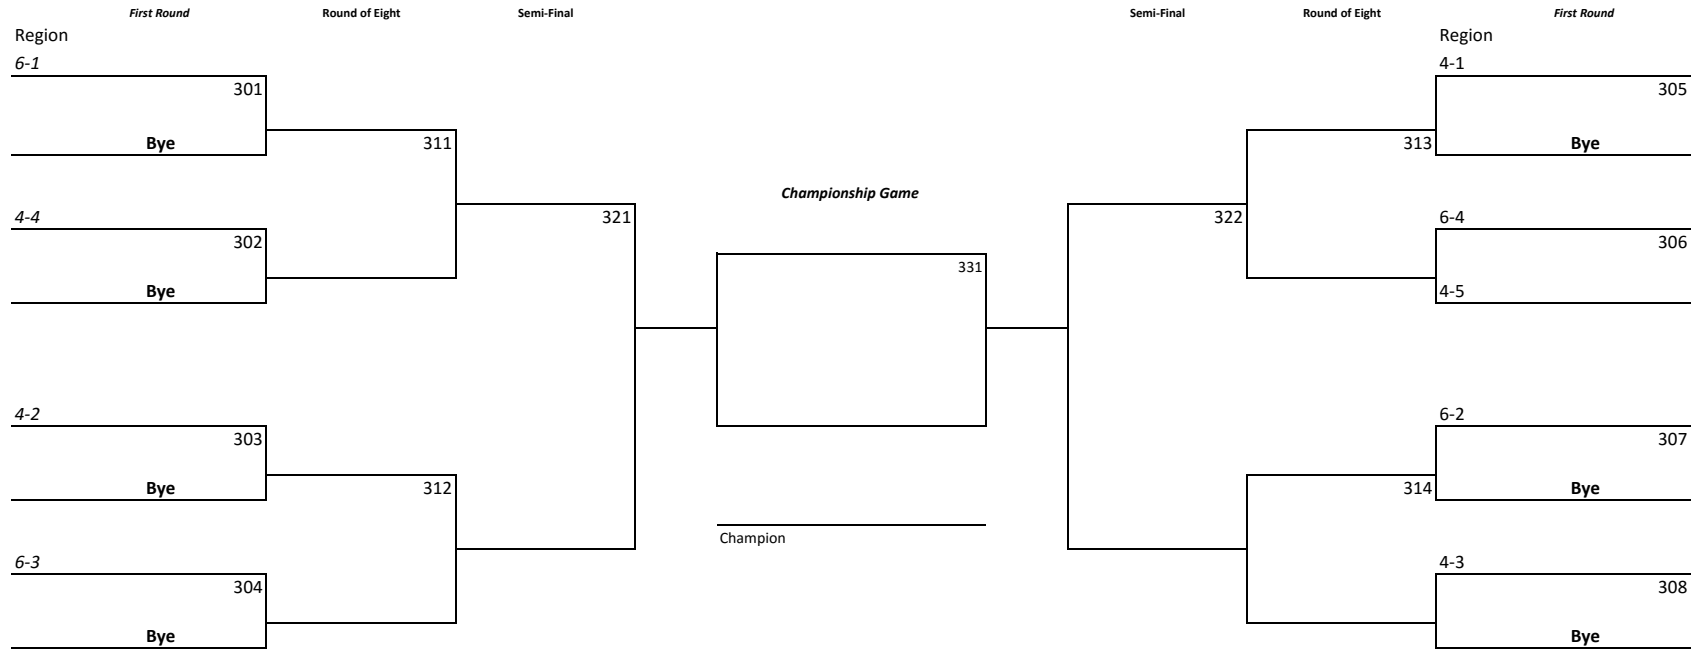 First Round Round of Eight Semi-Final Semi-Final Round of Eight First Round
Region Region
6-1 4-1
301 305
Bye 311 313 Bye
Championship Game
4-4 321 322 6-4
302 306
331
Bye 4-5
4-2 6-2
303 307
Bye 312 314 Bye
Champion
6-3 4-3
304 308
Bye Bye